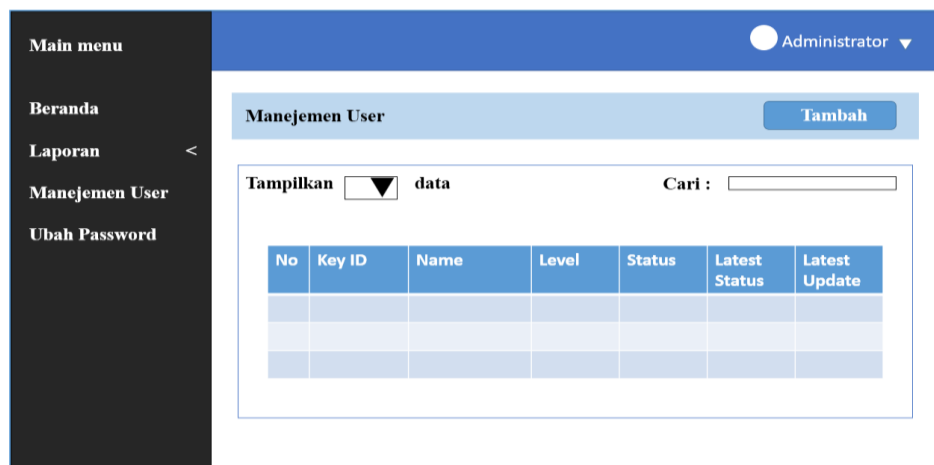 Main menu
Administrator
Beranda
Laporan <
Manejemen User
Ubah Password
Manejemen User
Tambah
Tampilkan data
Cari :
No Key ID Name Level Status Latest Status Latest Update